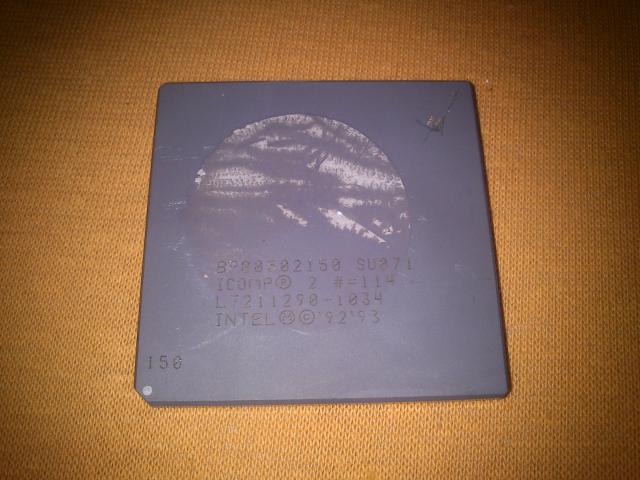 BP80502150 SU071
ICOMP® 2 #=114
L7211290-1034
INTEL Ⓜ©'92'93
150